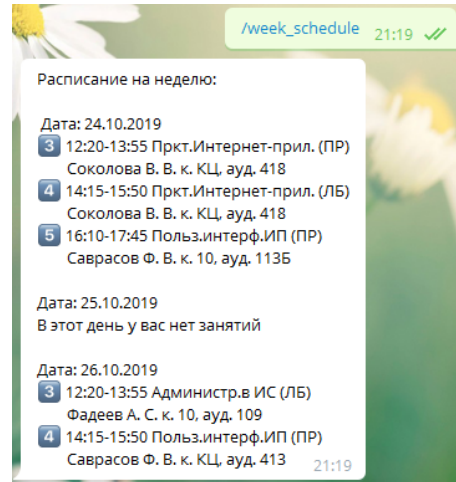 /week_schedule 21:19
Расписание на неделю:
Дата: 24.10.2019
3 12:20-13:55 Пркт.Интернет-прил. (ПР)
Соколова В. В. к. КЦ, ауд. 418
4 14:15-15:50 Пркт.Интернет-прил. (ЛБ)
Соколова В. В. к. КЦ, ауд. 418
5 16:10-17:45 Польз.интерф.ИП (ПР)
Саврасов Ф. В. к. 10, ауд. 113Б
Дата: 25.10.2019
В этот день у вас нет занятий
Дата: 26.10.2019
3 12:20-13:55 Администр.в ИС (ЛБ)
Фадеев А. С. к. 10, ауд. 109
4 14:15-15:50 Польз.интерф.ИП (ПР)
Саврасов Ф. В. к. КЦ, ауд. 413 21:19